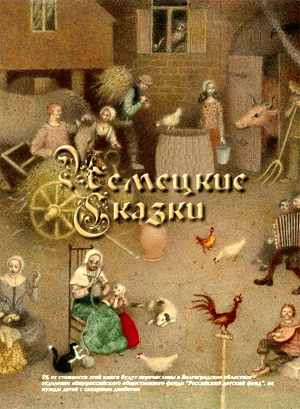 Немецкие
Сказки
1% от стоимости этой книги будут перечислены в Волгоградское областное
отделение общероссийского общественного фонда "Российский детский фонд", на
нужды детей с сахарным диабетом